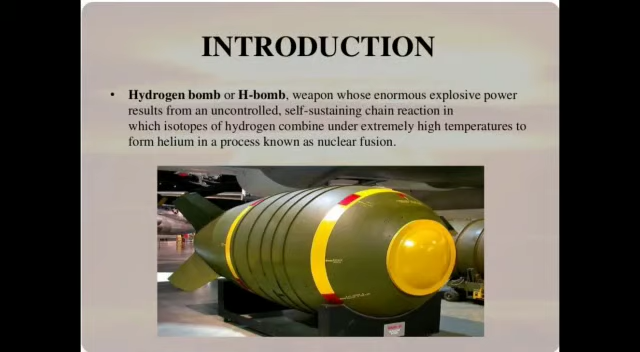 INTRODUCTION
• Hydrogen bomb or H-bomb, weapon whose enormous explosive power
results from an uncontrolled, self-sustaining chain reaction in
which isotopes of hydrogen combine under extremely high temperatures to
form helium in a process known as nuclear fusion.